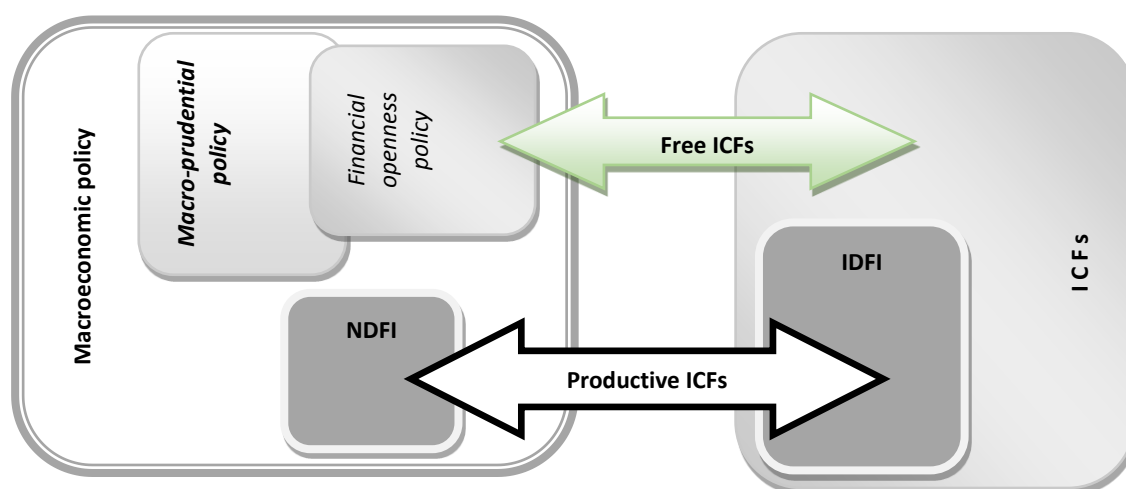 Macroeconomic policy
Macro-prudential
policy
Financial
openness
policy
Free ICFs
NDFI
Productive ICFs
IDFI
I C F s